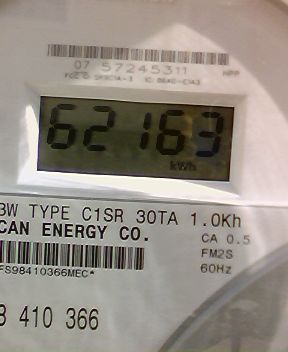 07 57245311
62163
kWh
3W TYPE C1SR 30TA 1.0Kh
CAN ENERGY CO.
CA 0.5
FM2S
60Hz
FS98410366MEC*
8 410 366